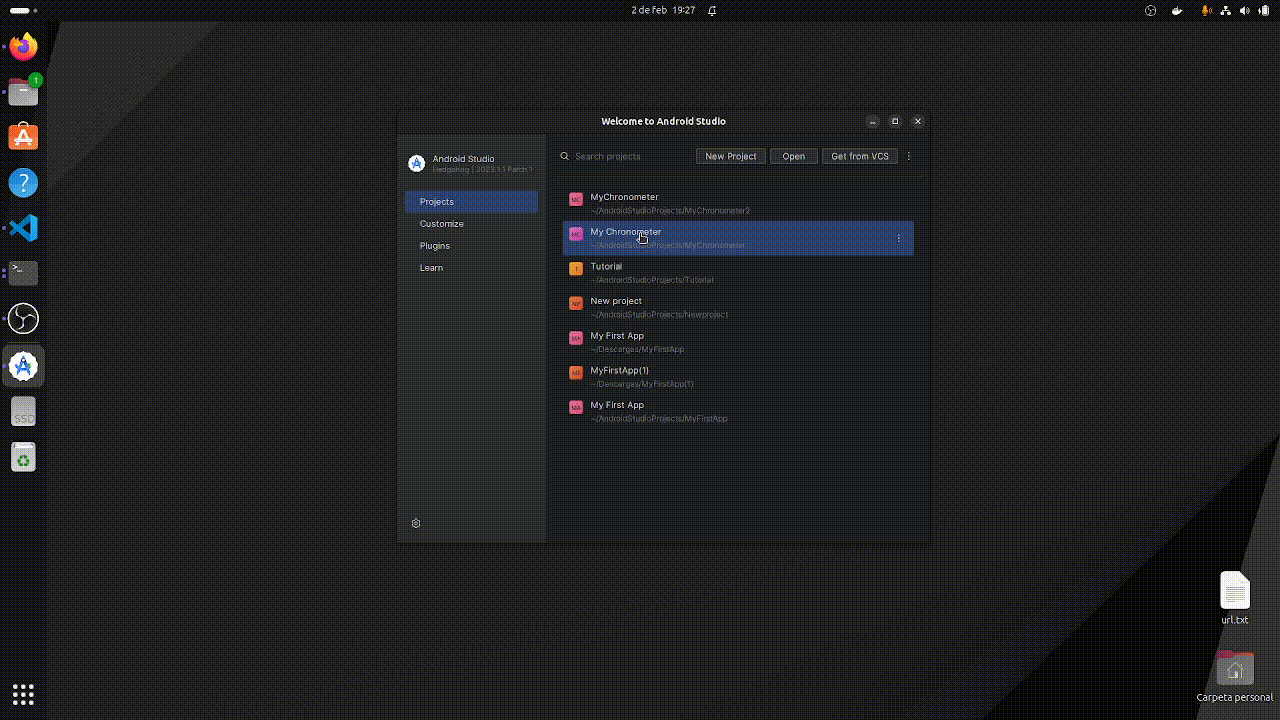 2 de feb 19:27
1
Welcome to Android Studio
Android Studio
Hedgehog | 2023.1.1 Patch 1
Search projects
New Project
Open
Get from VCS
Projects
Customize
Plugins
Learn
MC
MyChronometer
~/AndroidStudioProjects/MyChronometer2
MC
My Chronometer
~/AndroidStudioProjects/MyChronometer
T
Tutorial
~/AndroidStudioProjects/Tutorial
NP
New project
~/AndroidStudioProjects/Newproject
MA
My First App
~/Descargas/MyFirstApp
MF
MyFirstApp(1)
~/Descargas/MyFirstApp(1)
MA
My First App
~/AndroidStudioProjects/MyFirstApp
SSD
url.txt
Carpeta personal